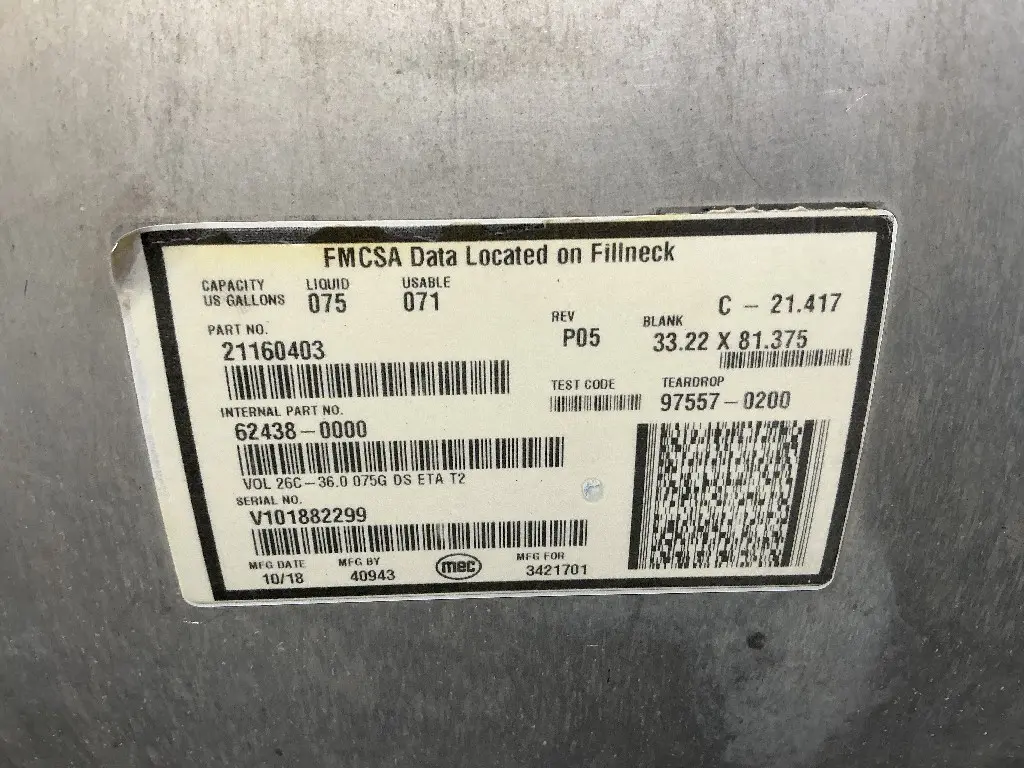 FMCSA Data Located on Fillneck
CAPACITY LIQUID USABLE
US GALLONS 075 071
C - 21.417
PART NO. REV BLANK
21160403 P05 33.22 X 81.375
TEST CODE TEARDROP
97557-0200
INTERNAL PART NO.
62438-0000
VOL 26C-36.0 075G DS ETA T2
SERIAL NO.
V101882299
MFG DATE MFG BY mec MFG FOR
10/18 40943 3421701